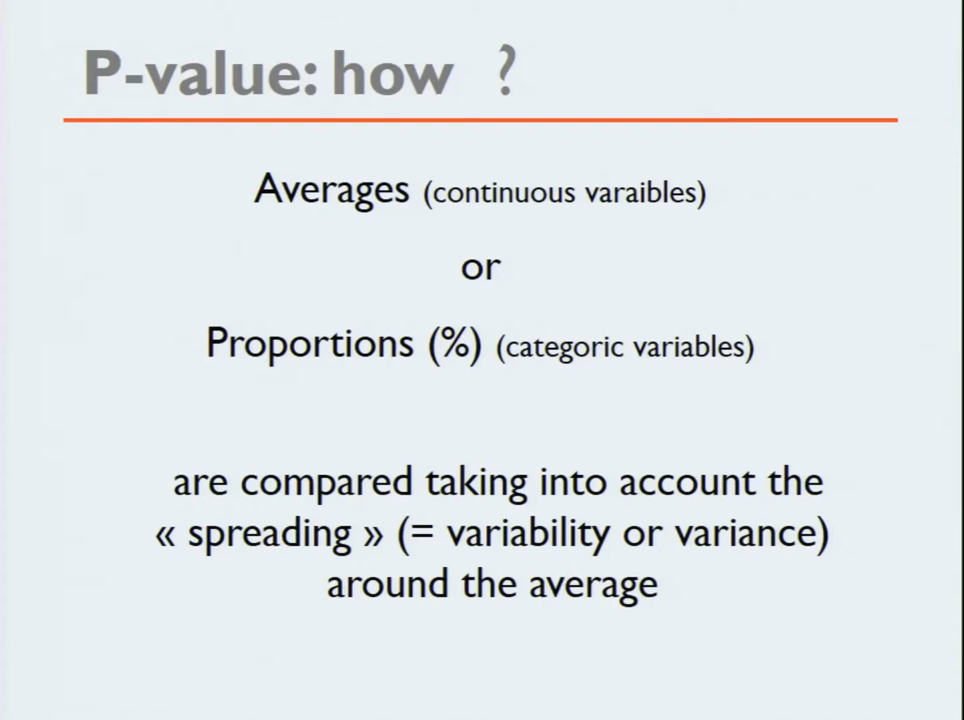 P-value: how ?
Averages (continuous varaibles)
or
Proportions (%) (categoric variables)
are compared taking into account the
« spreading » (= variability or variance)
around the average